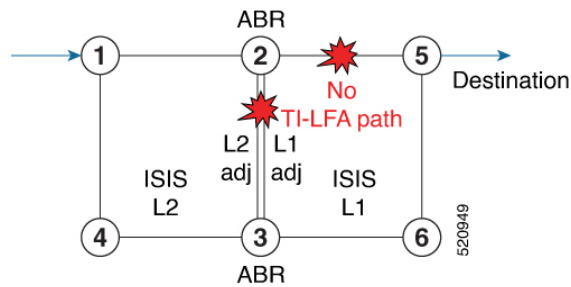 ABR
1
2
5
Destination
No
TI-LFA path
L2
adj
L1
adj
ISIS
L2
ISIS
L1
4
3
6
ABR
520949